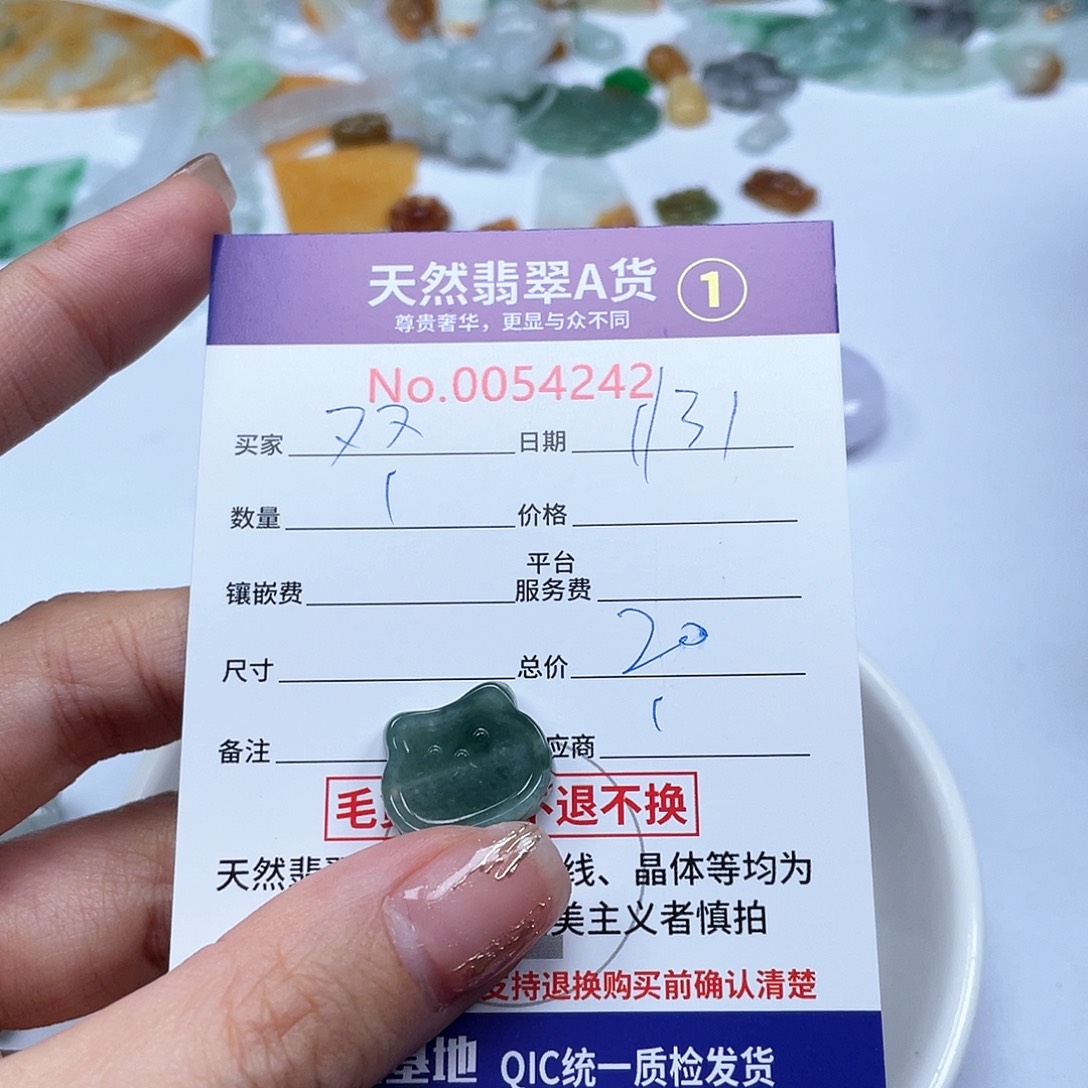 天然翡翠A货 1
尊贵奢华，更显与众不同
No.0054242
买家 双 日期 1/31
数量 1 价格
平台
镶嵌费 服务费
尺寸 总价 20
备注 应商 1
毛 不退不换
天然翡 线、晶体等均为
美主义者慎拍
支持退换购买前确认清楚
基地 QIC统一质检发货